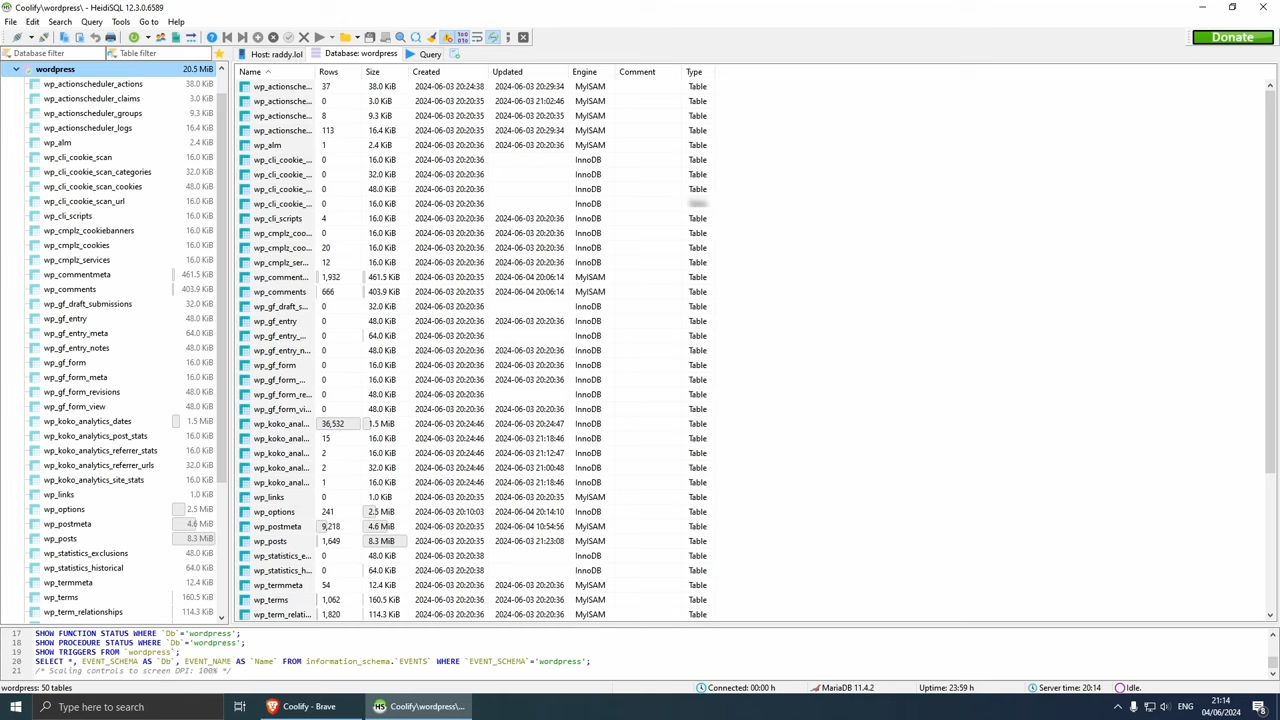 Coolify\wordpress\ - HeidiSQL 12.3.0.6589
File Edit Search Query Tools Go to Help
Donate
Database filter Table filter Host: raddy.lol Database: wordpress Query
wordpress 20.5 MiB
wp_actionscheduler_actions 38.0 KiB
wp_actionscheduler_claims 3.0 KiB
wp_actionscheduler_groups 9.3 KiB
wp_actionscheduler_logs 16.4 KiB
wp_alm 2.4 KiB
wp_cli_cookie_scan 16.0 KiB
wp_cli_cookie_scan_categories 32.0 KiB
wp_cli_cookie_scan_cookies 48.0 KiB
wp_cli_cookie_scan_url 16.0 KiB
wp_cli_scripts 16.0 KiB
wp_cmplz_cookiebanners 16.0 KiB
wp_cmplz_cookies 16.0 KiB
wp_cmplz_services 16.0 KiB
wp_commentmeta 461.5 KiB
wp_comments 403.9 KiB
wp_gf_draft_submissions 32.0 KiB
wp_gf_entry 48.0 KiB
wp_gf_entry_meta 64.0 KiB
wp_gf_entry_notes 48.0 KiB
wp_gf_form 16.0 KiB
wp_gf_form_meta 16.0 KiB
wp_gf_form_revisions 48.0 KiB
wp_gf_form_view 48.0 KiB
wp_koko_analytics_dates 1.5 MiB
wp_koko_analytics_post_stats 16.0 KiB
wp_koko_analytics_referrer_stats 16.0 KiB
wp_koko_analytics_referrer_urls 32.0 KiB
wp_koko_analytics_site_stats 16.0 KiB
wp_links 1.0 KiB
wp_options 2.5 MiB
wp_postmeta 4.6 MiB
wp_posts 8.3 MiB
wp_statistics_exclusions 48.0 KiB
wp_statistics_historical 64.0 KiB
wp_termmeta 12.4 KiB
wp_terms 160.5 KiB
wp_term_relationships 114.3 KiB
Name Rows Size Created Updated Engine Comment Type
wp_actionsche... 37 38.0 KiB 2024-06-03 20:24:38 2024-06-03 20:29:34 MyISAM Table
wp_actionsche... 0 3.0 KiB 2024-06-03 20:20:35 2024-06-03 21:02:46 MyISAM Table
wp_actionsche... 8 9.3 KiB 2024-06-03 20:20:35 2024-06-03 20:20:35 MyISAM Table
wp_actionsche... 113 16.4 KiB 2024-06-03 20:20:35 2024-06-03 20:29:34 MyISAM Table
wp_alm 1 2.4 KiB 2024-06-03 20:20:35 2024-06-03 20:20:36 MyISAM Table
wp_cli_cookie_... 0 16.0 KiB 2024-06-03 20:20:36 InnoDB Table
wp_cli_cookie_... 0 32.0 KiB 2024-06-03 20:20:36 InnoDB Table
wp_cli_cookie_... 0 48.0 KiB 2024-06-03 20:20:36 InnoDB Table
wp_cli_cookie_... 0 16.0 KiB 2024-06-03 20:20:36 InnoDB
wp_cli_scripts 4 16.0 KiB 2024-06-03 20:20:36 2024-06-03 20:20:36 InnoDB Table
wp_cmplz_coo... 0 16.0 KiB 2024-06-03 20:20:36 2024-06-03 20:20:36 InnoDB Table
wp_cmplz_coo... 20 16.0 KiB 2024-06-03 20:20:36 2024-06-03 20:20:36 InnoDB Table
wp_cmplz_ser... 12 16.0 KiB 2024-06-03 20:20:36 2024-06-03 20:20:36 InnoDB Table
wp_comment... 1,932 461.5 KiB 2024-06-03 20:20:35 2024-06-04 20:06:14 MyISAM Table
wp_comments 666 403.9 KiB 2024-06-03 20:20:36 2024-06-04 20:06:14 MyISAM Table
wp_gf_draft_s... 0 32.0 KiB 2024-06-03 20:20:36 InnoDB Table
wp_gf_entry 0 48.0 KiB 2024-06-03 20:20:36 2024-06-03 20:20:36 InnoDB Table
wp_gf_entry_... 0 64.0 KiB 2024-06-03 20:20:36 InnoDB Table
wp_gf_entry_n... 0 48.0 KiB 2024-06-03 20:20:36 2024-06-03 20:20:36 InnoDB Table
wp_gf_form 0 16.0 KiB 2024-06-03 20:20:36 2024-06-03 20:20:36 InnoDB Table
wp_gf_form_... 0 16.0 KiB 2024-06-03 20:20:36 2024-06-03 20:20:36 InnoDB Table
wp_gf_form_re... 0 48.0 KiB 2024-06-03 20:20:36 InnoDB Table
wp_gf_form_vi... 0 48.0 KiB 2024-06-03 20:20:36 2024-06-03 20:20:36 InnoDB Table
wp_koko_anal... 36,532 1.5 MiB 2024-06-03 20:24:46 2024-06-03 20:24:47 InnoDB Table
wp_koko_anal... 15 16.0 KiB 2024-06-03 20:24:46 2024-06-03 21:18:46 InnoDB Table
wp_koko_anal... 2 16.0 KiB 2024-06-03 20:24:46 2024-06-03 21:12:47 InnoDB Table
wp_koko_anal... 2 32.0 KiB 2024-06-03 20:24:46 2024-06-03 21:00:48 InnoDB Table
wp_koko_anal... 1 16.0 KiB 2024-06-03 20:24:46 2024-06-03 21:18:46 InnoDB Table
wp_links 0 1.0 KiB 2024-06-03 20:20:35 2024-06-03 20:20:35 MyISAM Table
wp_options 241 2.5 MiB 2024-06-03 20:10:03 2024-06-04 20:14:10 InnoDB Table
wp_postmeta 9,218 4.6 MiB 2024-06-03 20:20:35 2024-06-04 10:54:56 MyISAM Table
wp_posts 1,649 8.3 MiB 2024-06-03 20:20:35 2024-06-03 21:23:08 MyISAM Table
wp_statistics_e... 0 48.0 KiB 2024-06-03 20:20:38 InnoDB Table
wp_statistics_h... 0 64.0 KiB 2024-06-03 20:20:38 InnoDB Table
wp_termmeta 54 12.4 KiB 2024-06-03 20:20:35 2024-06-03 20:20:36 MyISAM Table
wp_terms 1,062 160.5 KiB 2024-06-03 20:20:35 2024-06-03 20:20:36 MyISAM Table
wp_term_relati... 1,820 114.3 KiB 2024-06-03 20:20:35 2024-06-03 20:20:36 MyISAM Table
17 SHOW FUNCTION STATUS WHERE `Db`='wordpress';
18 SHOW PROCEDURE STATUS WHERE `Db`='wordpress';
19 SHOW TRIGGERS FROM `wordpress`;
20 SELECT *, EVENT_SCHEMA AS `Db`, EVENT_NAME AS `Name` FROM information_schema.`EVENTS` WHERE `EVENT_SCHEMA`='wordpress';
21 /* Scaling controls to screen DPI: 100% */
wordpress: 50 tables Connected: 00:00 h MariaDB 11.4.2 Uptime: 23:59 h Server time: 20:14 Idle.
Type here to search Coolify - Brave Coolify\wordpress\... ENG 21:14
04/06/2024 8